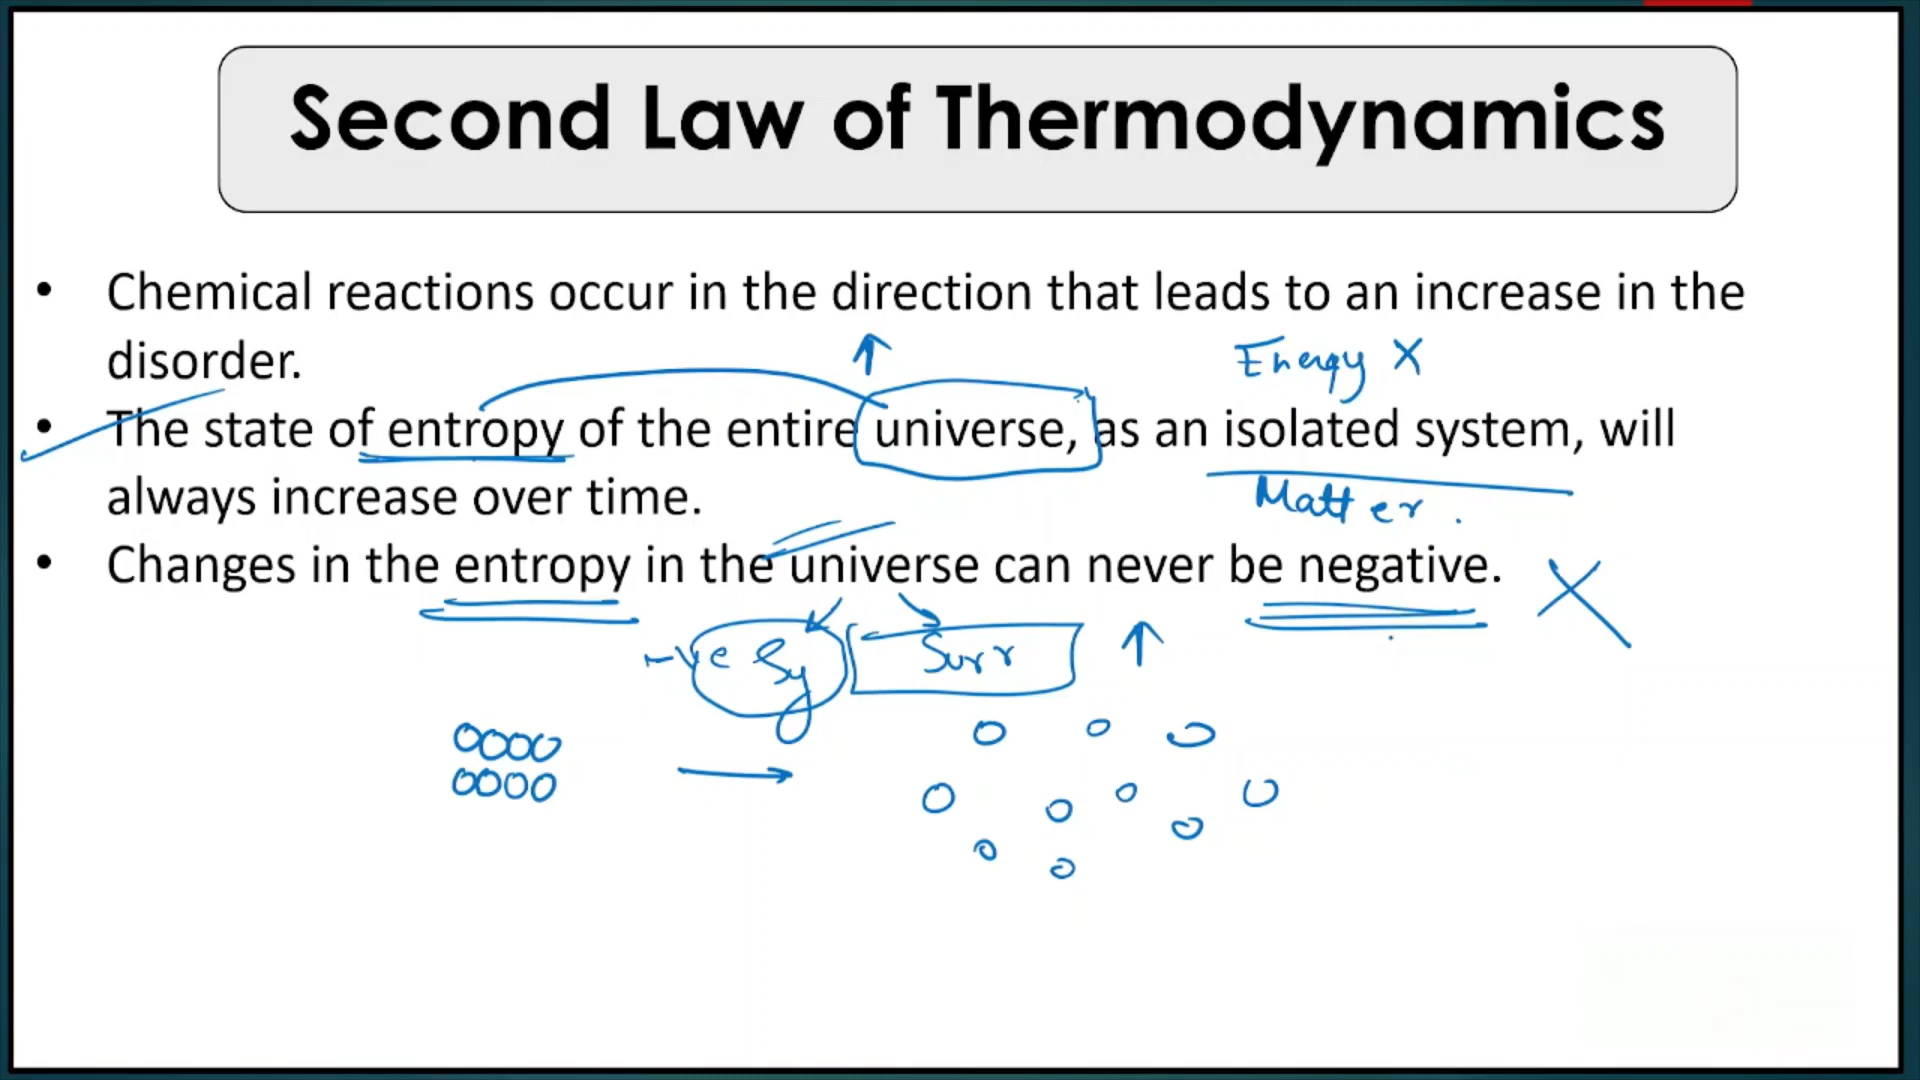 Second Law of Thermodynamics
• Chemical reactions occur in the direction that leads to an increase in the
disorder.
Energy X
• The state of entropy of the entire universe, as an isolated system, will
always increase over time.
Matter.
• Changes in the entropy in the universe can never be negative.
-ve Sy Surr